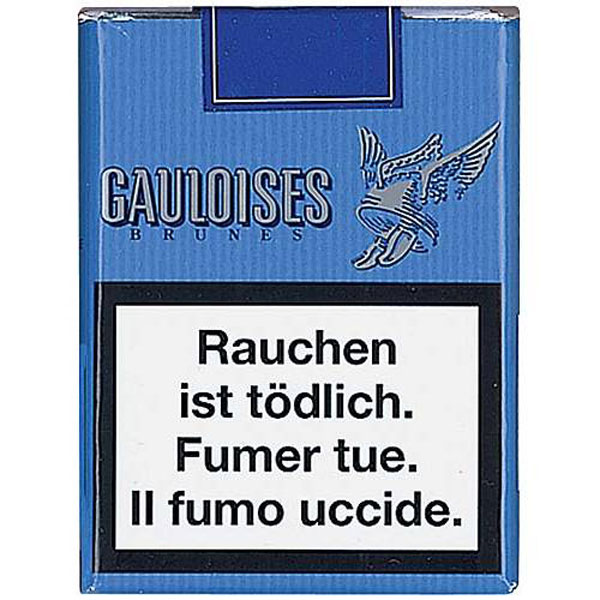 GAULOISES
BRUNES
Rauchen
ist tödlich.
Fumer tue.
Il fumo uccide.